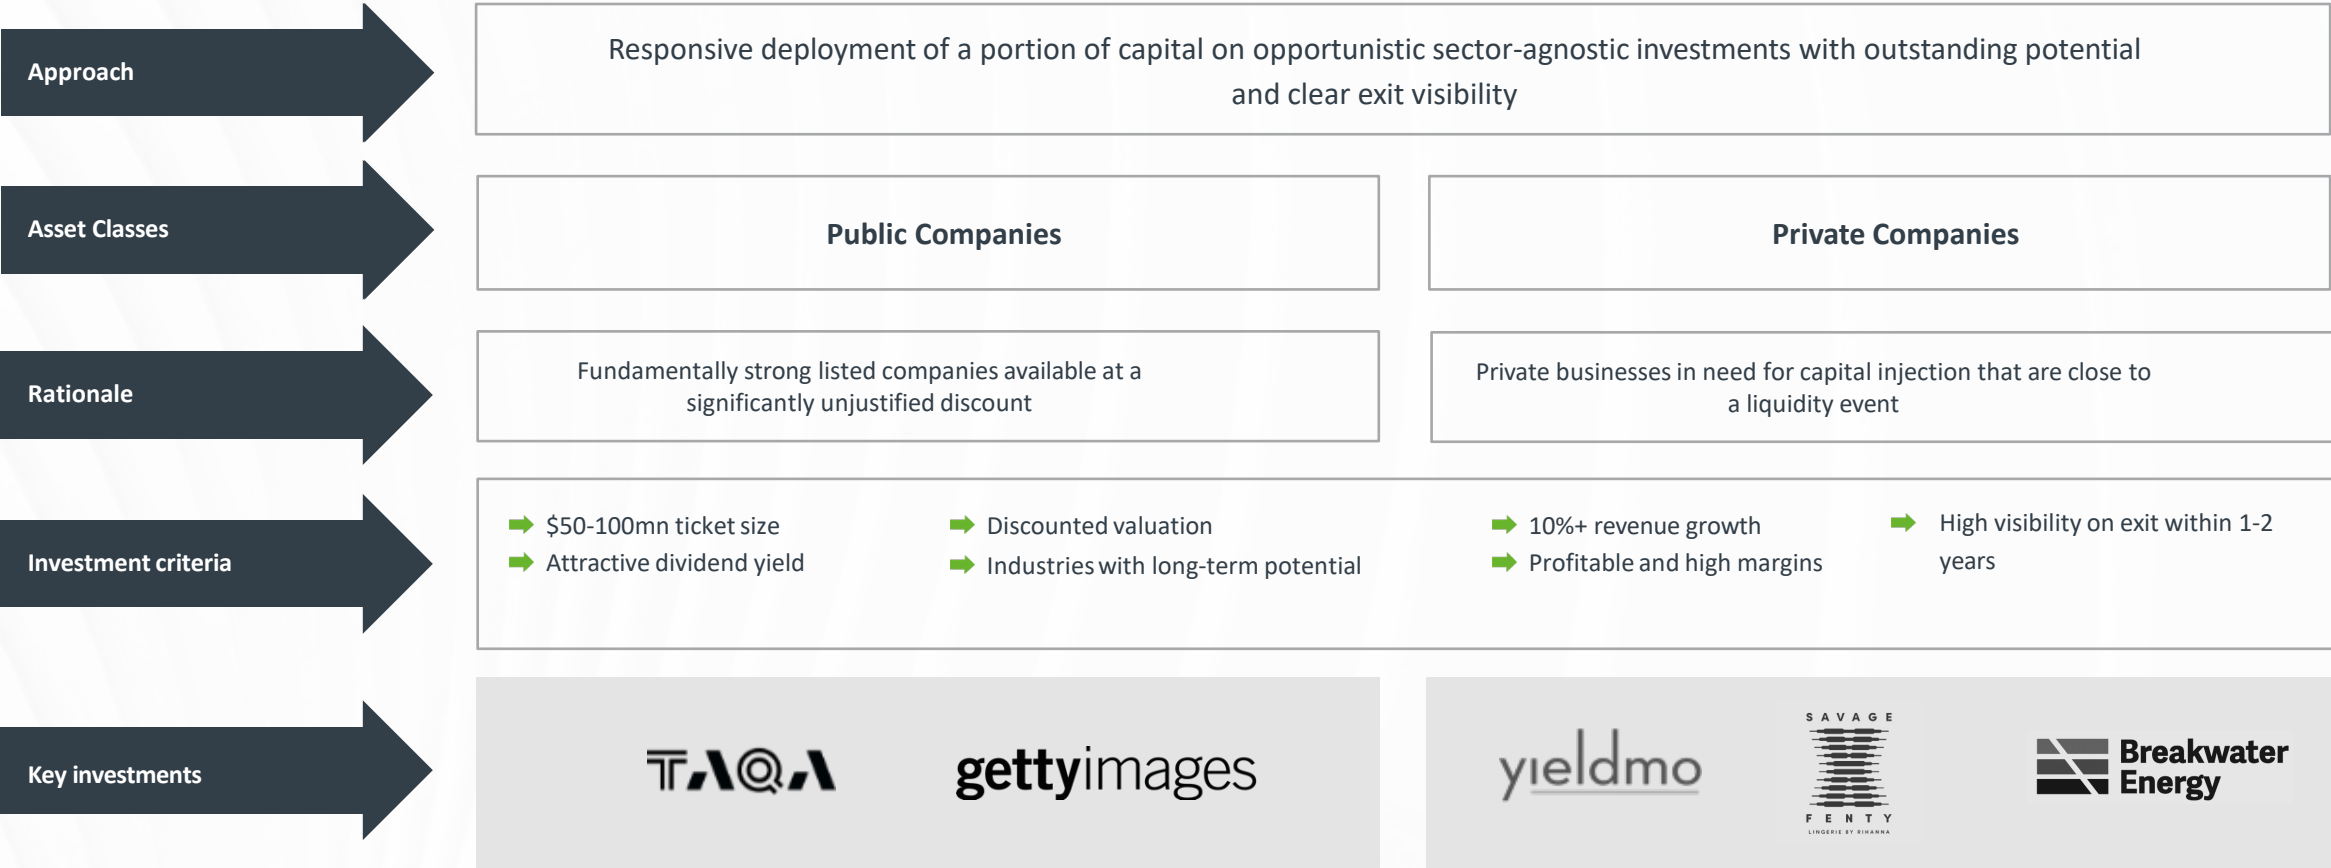 Approach
Responsive deployment of a portion of capital on opportunistic sector-agnostic investments with outstanding potential
and clear exit visibility
Asset Classes
Public Companies
Private Companies
Rationale
Fundamentally strong listed companies available at a
significantly unjustified discount
Private businesses in need for capital injection that are close to
a liquidity event
Investment criteria
$50-100mn ticket size
Attractive dividend yield
Discounted valuation
Industries with long-term potential
10%+ revenue growth
Profitable and high margins
High visibility on exit within 1-2
years
Key investments
TAQA
gettyimages
yieldmo
SAVAGE
FENTY
LINGERIE BY RIHANNA
Breakwater
Energy